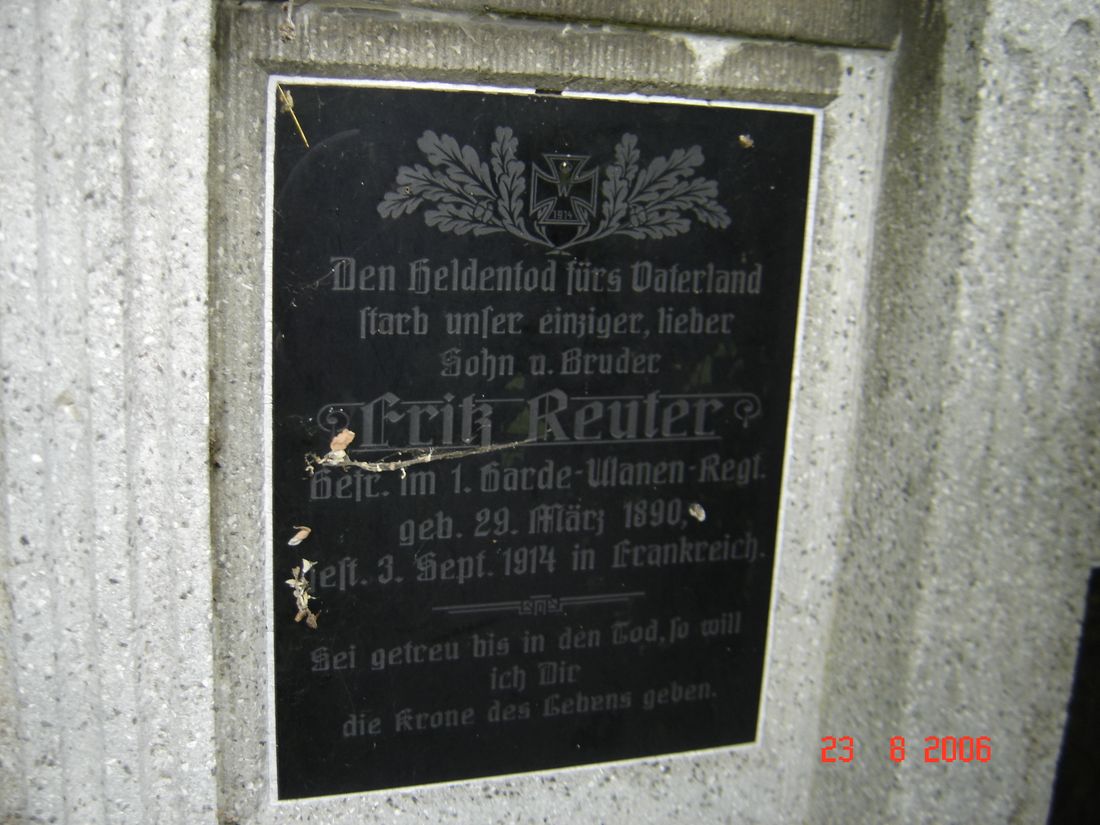 W
1914
Den Heldentod fürs Vaterland
starb unser einziger, lieber
Sohn u. Bruder
Fritz Reuter
Gefr. im 1. Garde-Ulanen-Regt.
geb. 29. März 1890,
gest. 3. Sept. 1914 in Frankreich.
Sei getreu bis in den Tod, so will
ich Dir
die Krone des Lebens geben.
23 8 2006